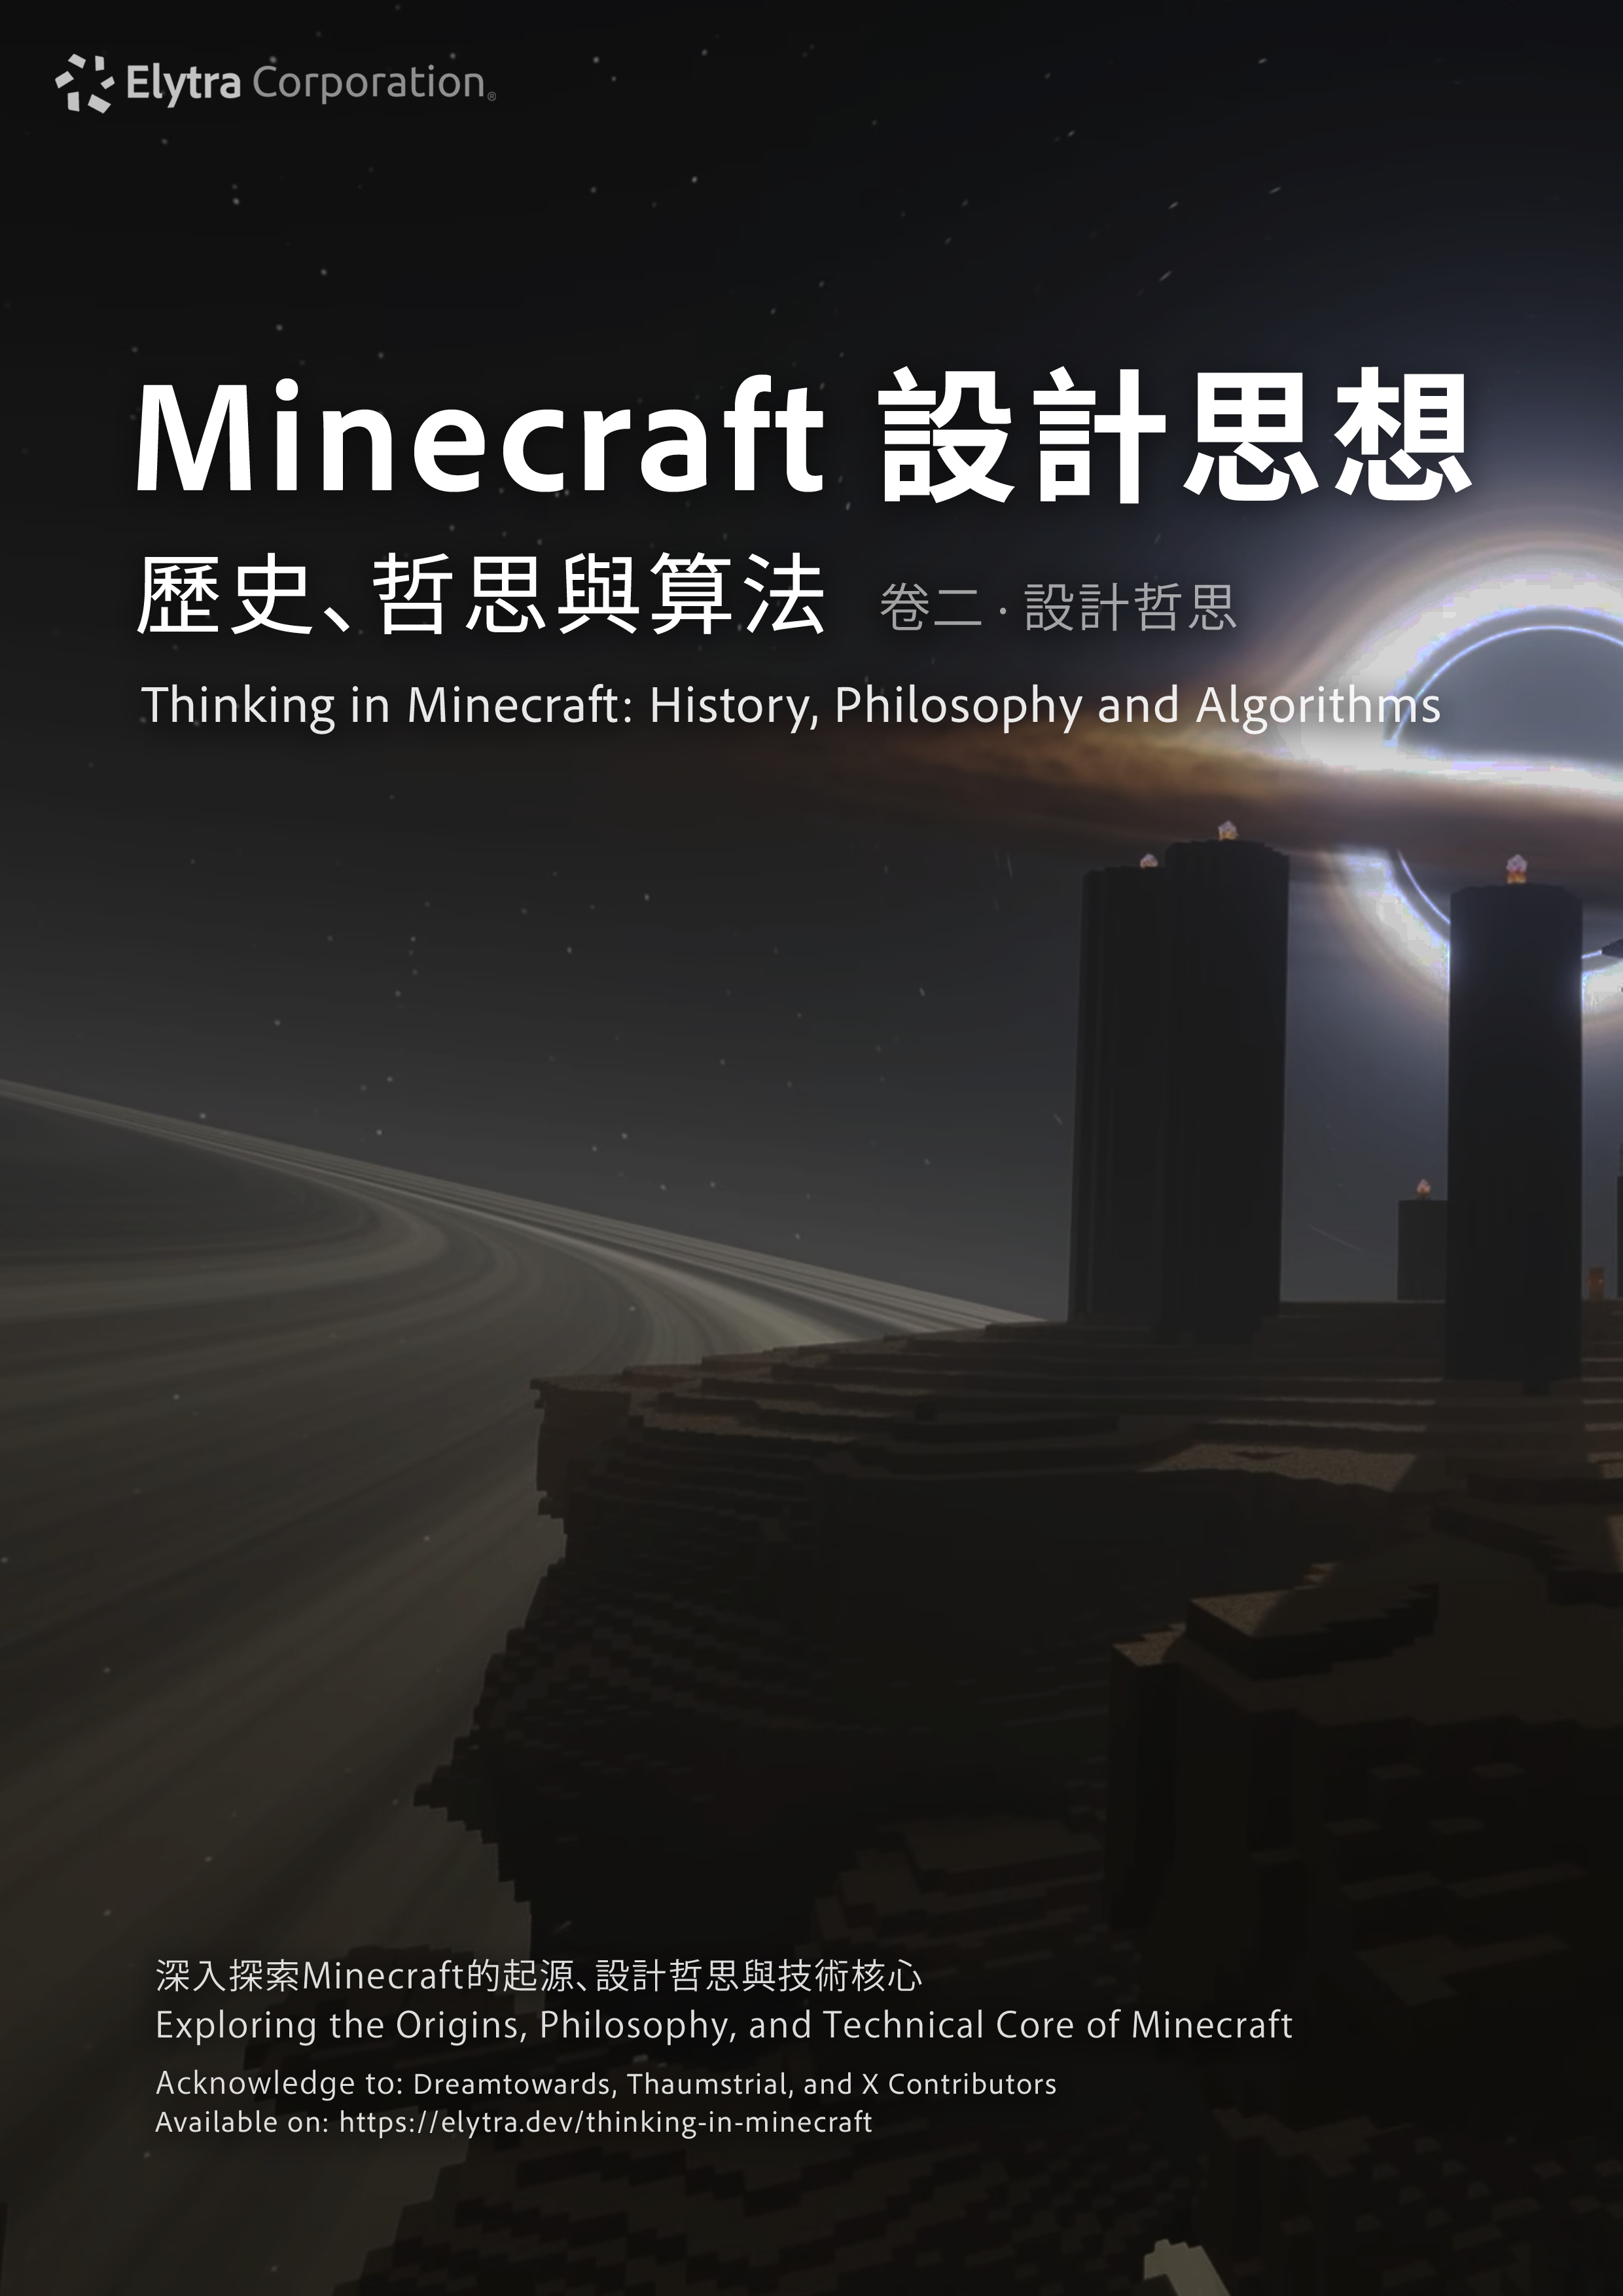 Elytra Corporation®
Minecraft 設計思想
歷史、哲思與算法 卷二·設計哲思
Thinking in Minecraft: History, Philosophy and Algorithms
深入探索Minecraft的起源、設計哲思與技術核心
Exploring the Origins, Philosophy, and Technical Core of Minecraft
Acknowledge to: Dreamtowards, Thaumstrial, and X Contributors
Available on: https://elytra.dev/thinking-in-minecraft